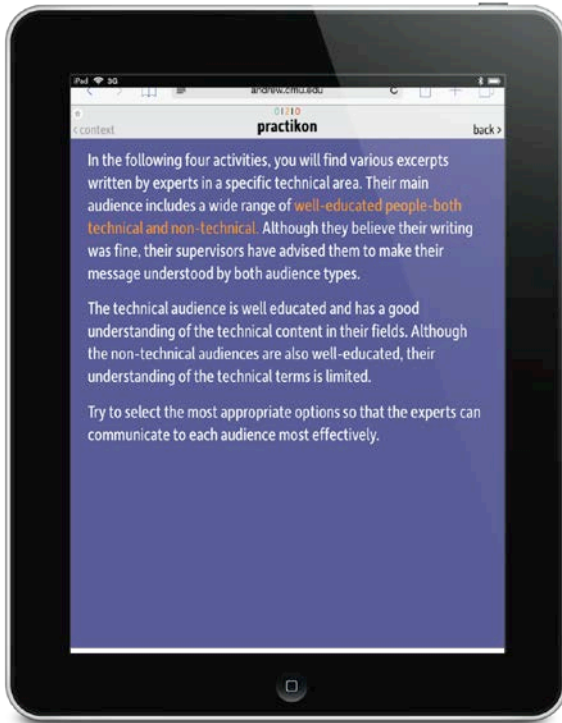 iPad 3G
andrew.cmu.edu
01210
< context practikon back >
In the following four activities, you will find various excerpts
written by experts in a specific technical area. Their main
audience includes a wide range of well-educated people-both
technical and non-technical. Although they believe their writing
was fine, their supervisors have advised them to make their
message understood by both audience types.
The technical audience is well educated and has a good
understanding of the technical content in their fields. Although
the non-technical audiences are also well-educated, their
understanding of the technical terms is limited.
Try to select the most appropriate options so that the experts can
communicate to each audience most effectively.